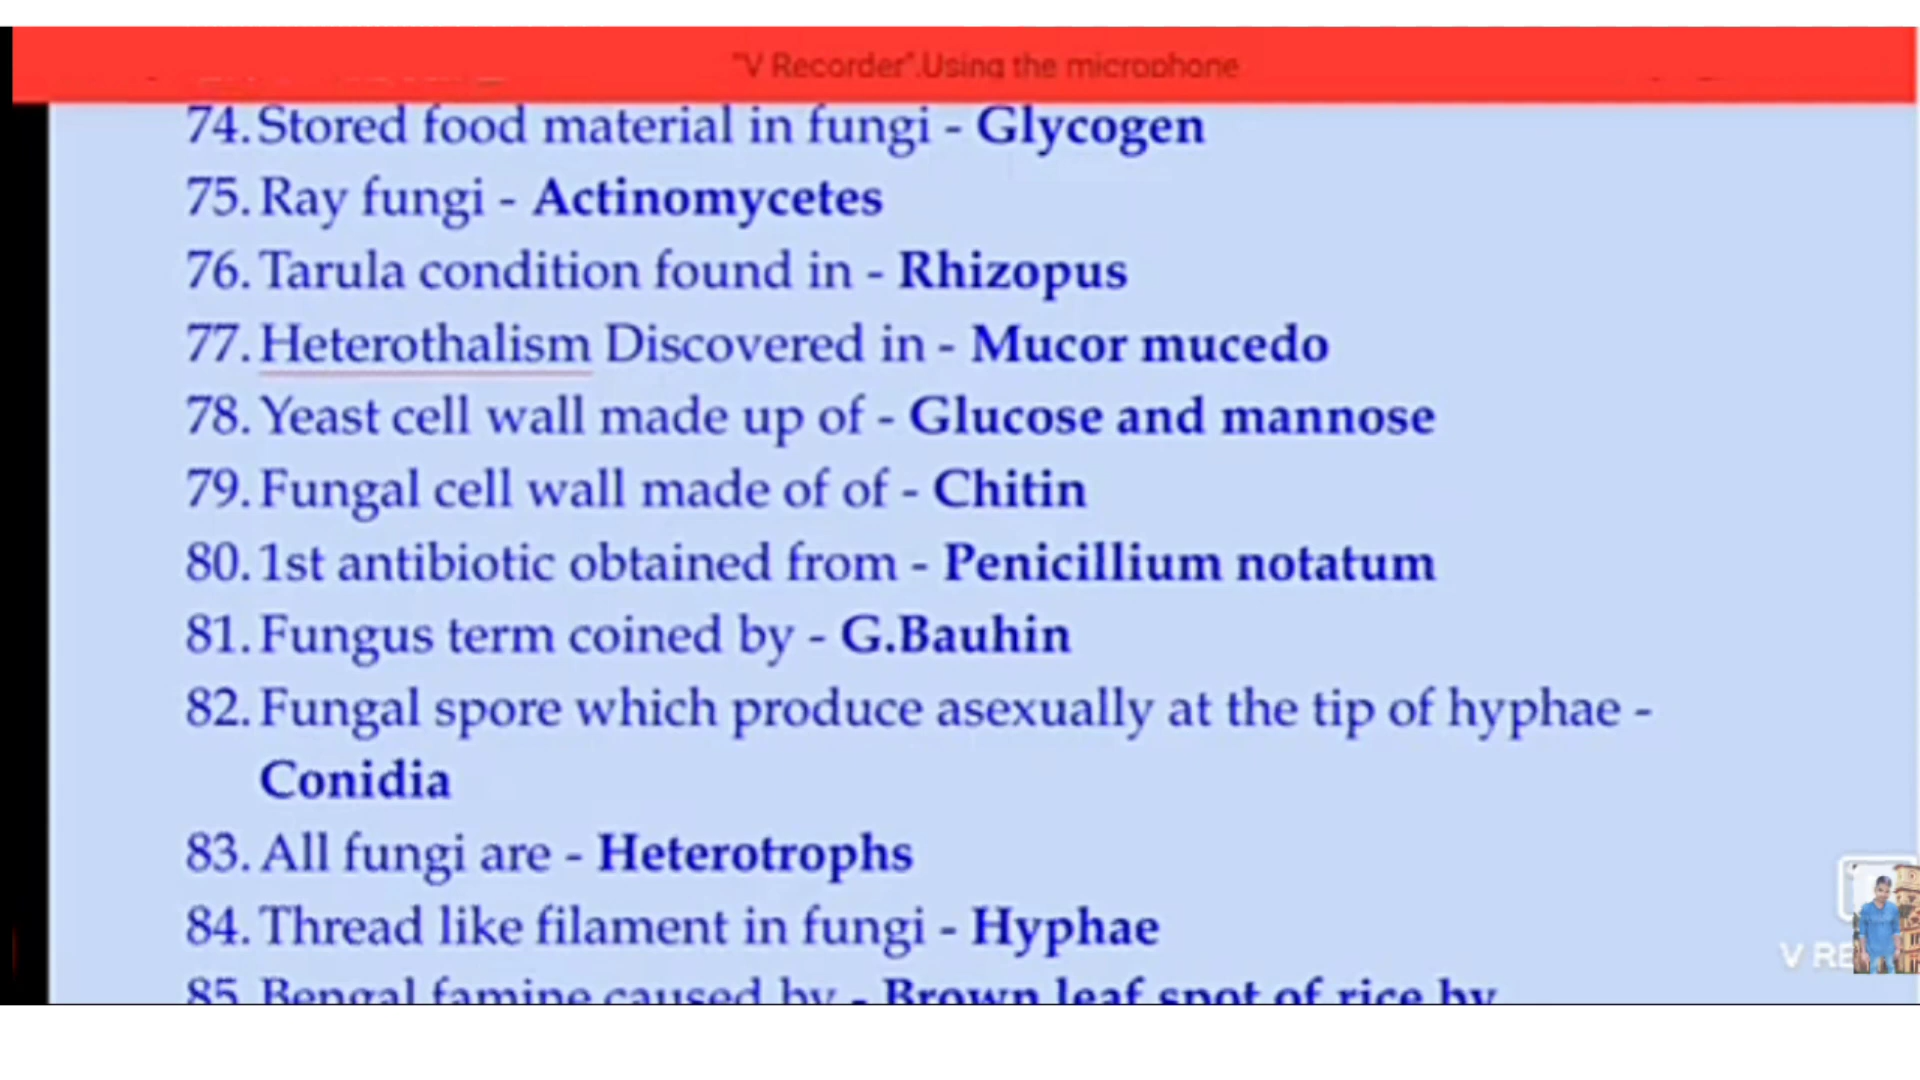 "V Recorder".Using the microphone
74. Stored food material in fungi - Glycogen
75. Ray fungi - Actinomycetes
76. Tarula condition found in - Rhizopus
77. Heterothalism Discovered in - Mucor mucedo
78. Yeast cell wall made up of - Glucose and mannose
79. Fungal cell wall made of of - Chitin
80. 1st antibiotic obtained from - Penicillium notatum
81. Fungus term coined by - G.Bauhin
82. Fungal spore which produce asexually at the tip of hyphae -
Conidia
83. All fungi are - Heterotrophs
84. Thread like filament in fungi - Hyphae
V RE
85. Bengal famine caused by - Brown leaf spot of rice by